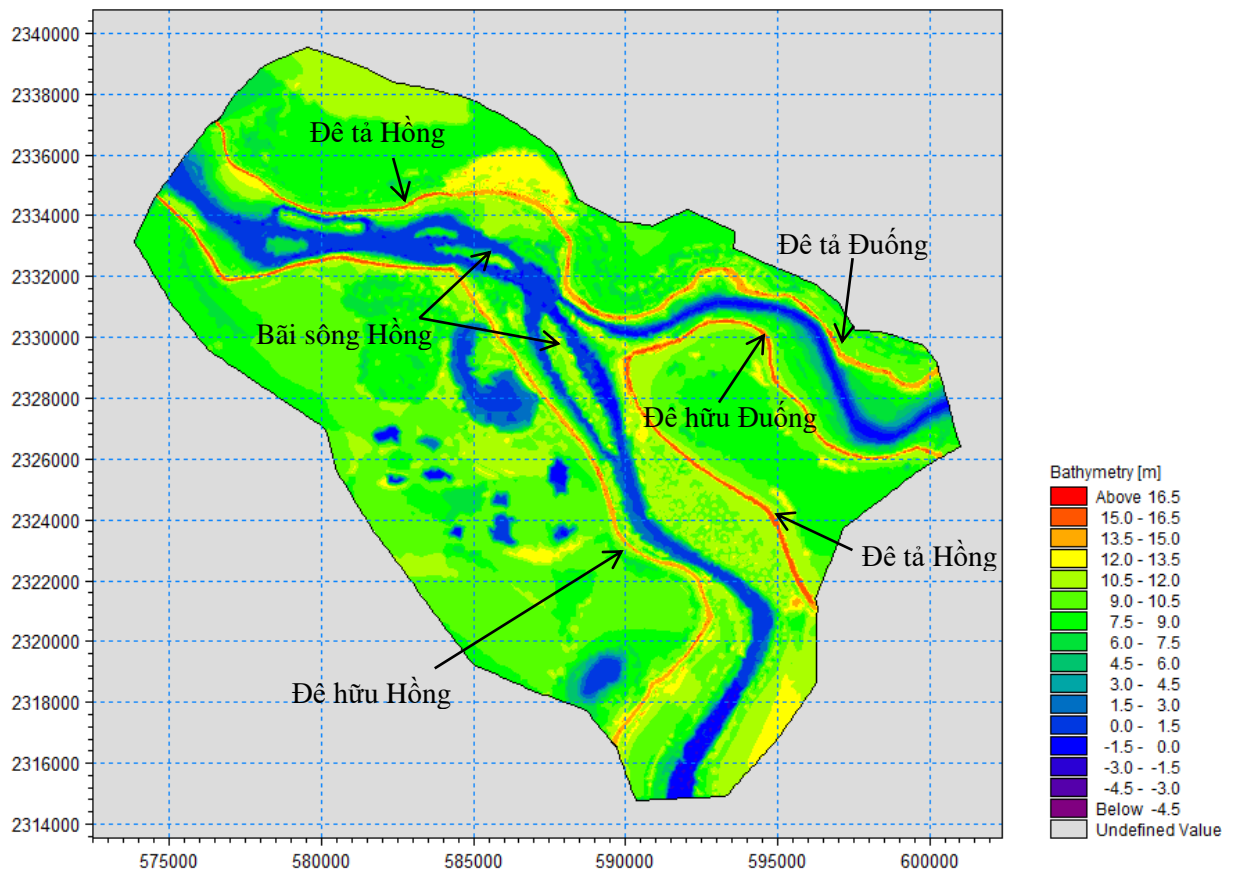 2340000
2338000
2336000
2334000
2332000
2330000
2328000
2326000
2324000
2322000
2320000
2318000
2316000
2314000
575000
580000
585000
590000
595000
600000
Đê tả Hồng
Đê tả Đuống
Bãi sông Hồng
Đê hữu Đuống
Đê tả Hồng
Đê hữu Hồng
Bathymetry [m]
Above 16.5
15.0 - 16.5
13.5 - 15.0
12.0 - 13.5
10.5 - 12.0
9.0 - 10.5
7.5 - 9.0
6.0 - 7.5
4.5 - 6.0
3.0 - 4.5
1.5 - 3.0
0.0 - 1.5
-1.5 - 0.0
-3.0 - -1.5
-4.5 - -3.0
Below -4.5
Undefined Value